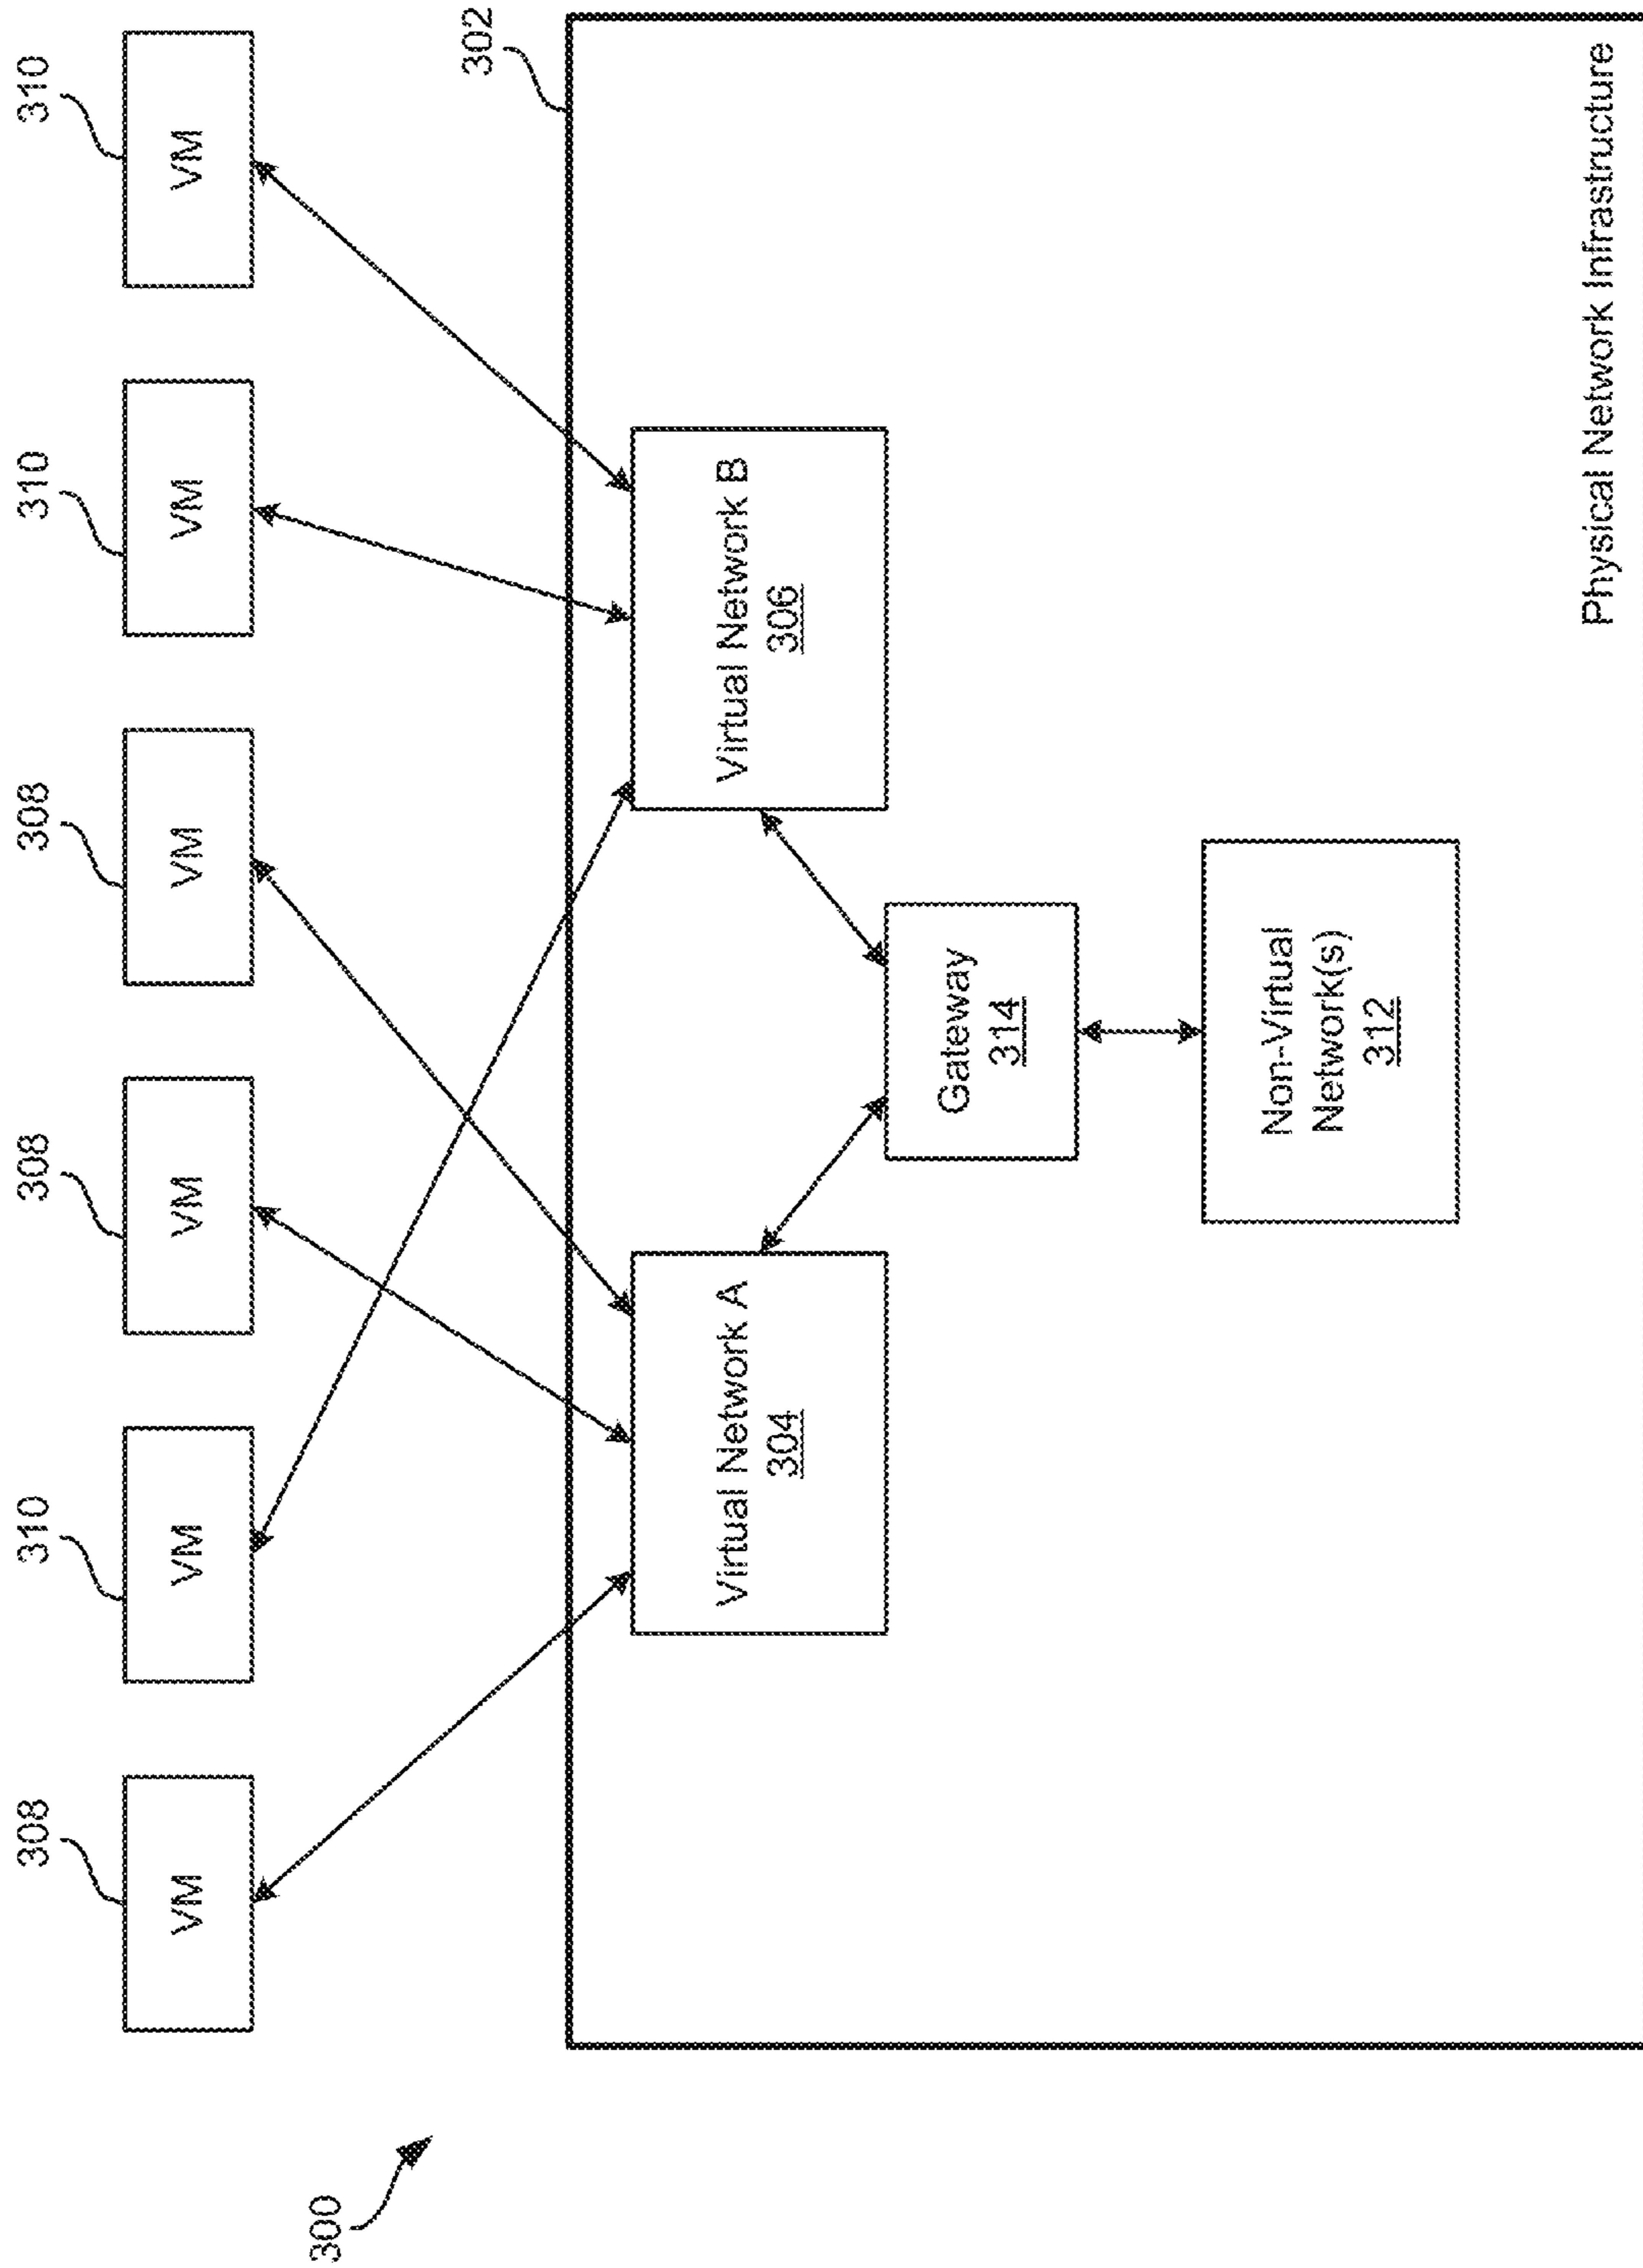 308
310
308
308
310
310
VM
VM
VM
VM
VM
VM
300
302
Virtual Network A
304
Virtual Network B
306
Gateway
314
Non-Virtual
Network(s)
312
Physical Network Infrastructure